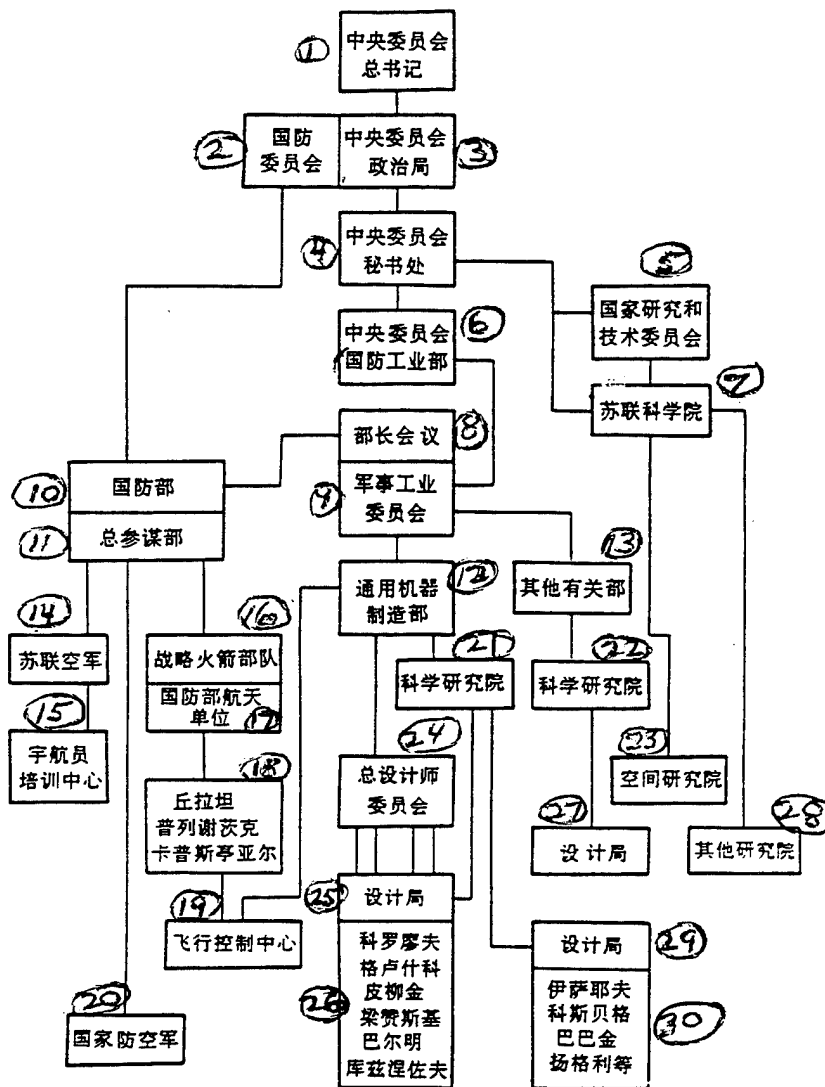 1
中央委员会
总书记
2
国防
委员会
中央委员会
政治局
3
4
中央委员会
秘书处
5
国家研究和
技术委员会
6
中央委员会
国防工业部
7
苏联科学院
8
部长会议
9
军事工业
委员会
10
国防部
11
总参谋部
12
通用机器
制造部
13
其他有关部
14
苏联空军
15
宇航员
培训中心
16
战略火箭部队
国防部航天
单位
17
18
丘拉坦
普列谢茨克
卡普斯亭亚尔
19
飞行控制中心
20
国家防空军
21
科学研究院
22
科学研究院
23
空间研究院
24
总设计师
委员会
25
设计局
26
科罗廖夫
格卢什科
皮柳金
梁赞斯基
巴尔明
库兹涅佐夫
27
设计局
28
其他研究院
29
设计局
30
伊萨耶夫
科斯贝格
巴巴金
扬格利等